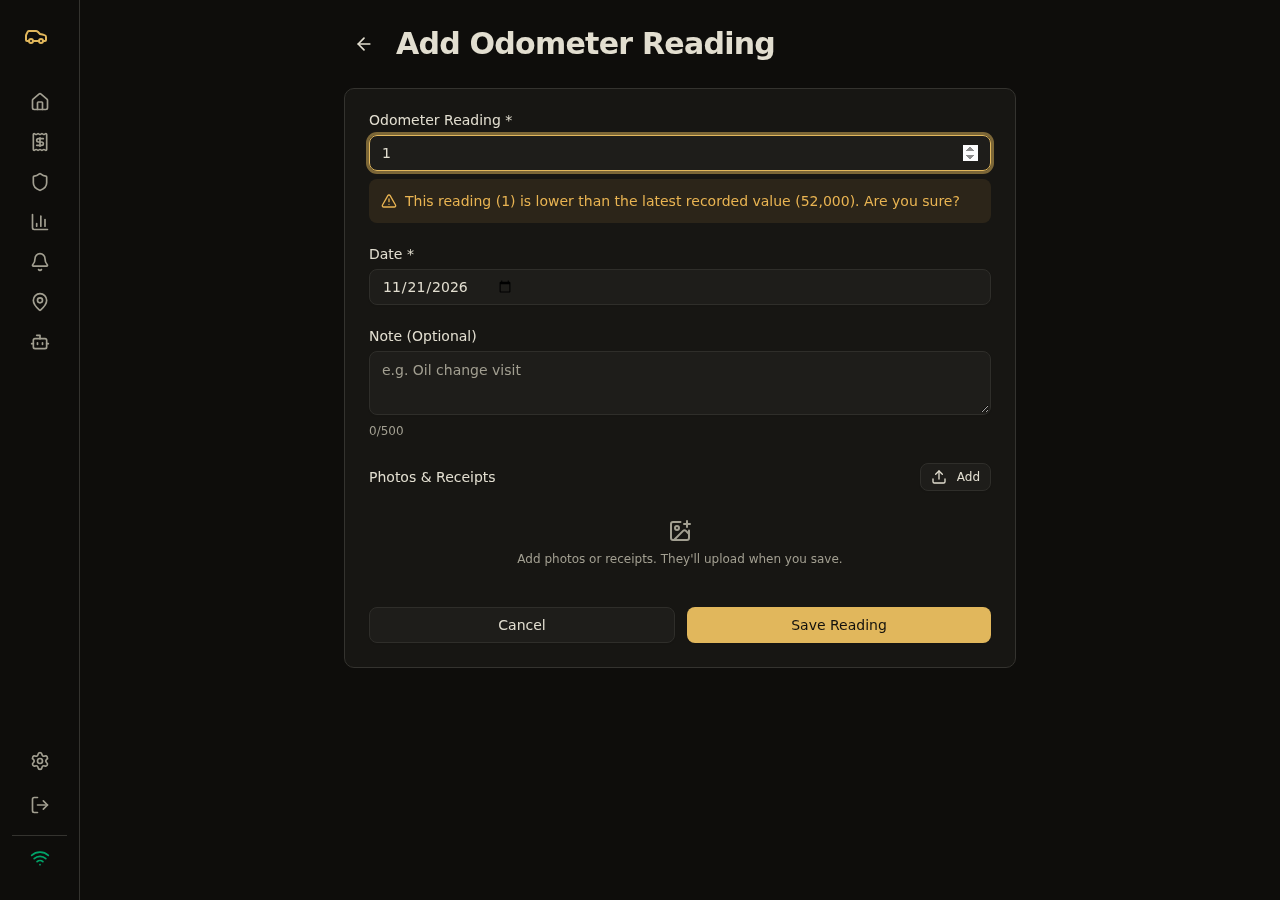 Add Odometer Reading
Odometer Reading *
1
This reading (1) is lower than the latest recorded value (52,000). Are you sure?
Date *
11/21/2026
Note (Optional)
e.g. Oil change visit
0/500
Photos & Receipts
Add
Add photos or receipts. They'll upload when you save.
Cancel
Save Reading